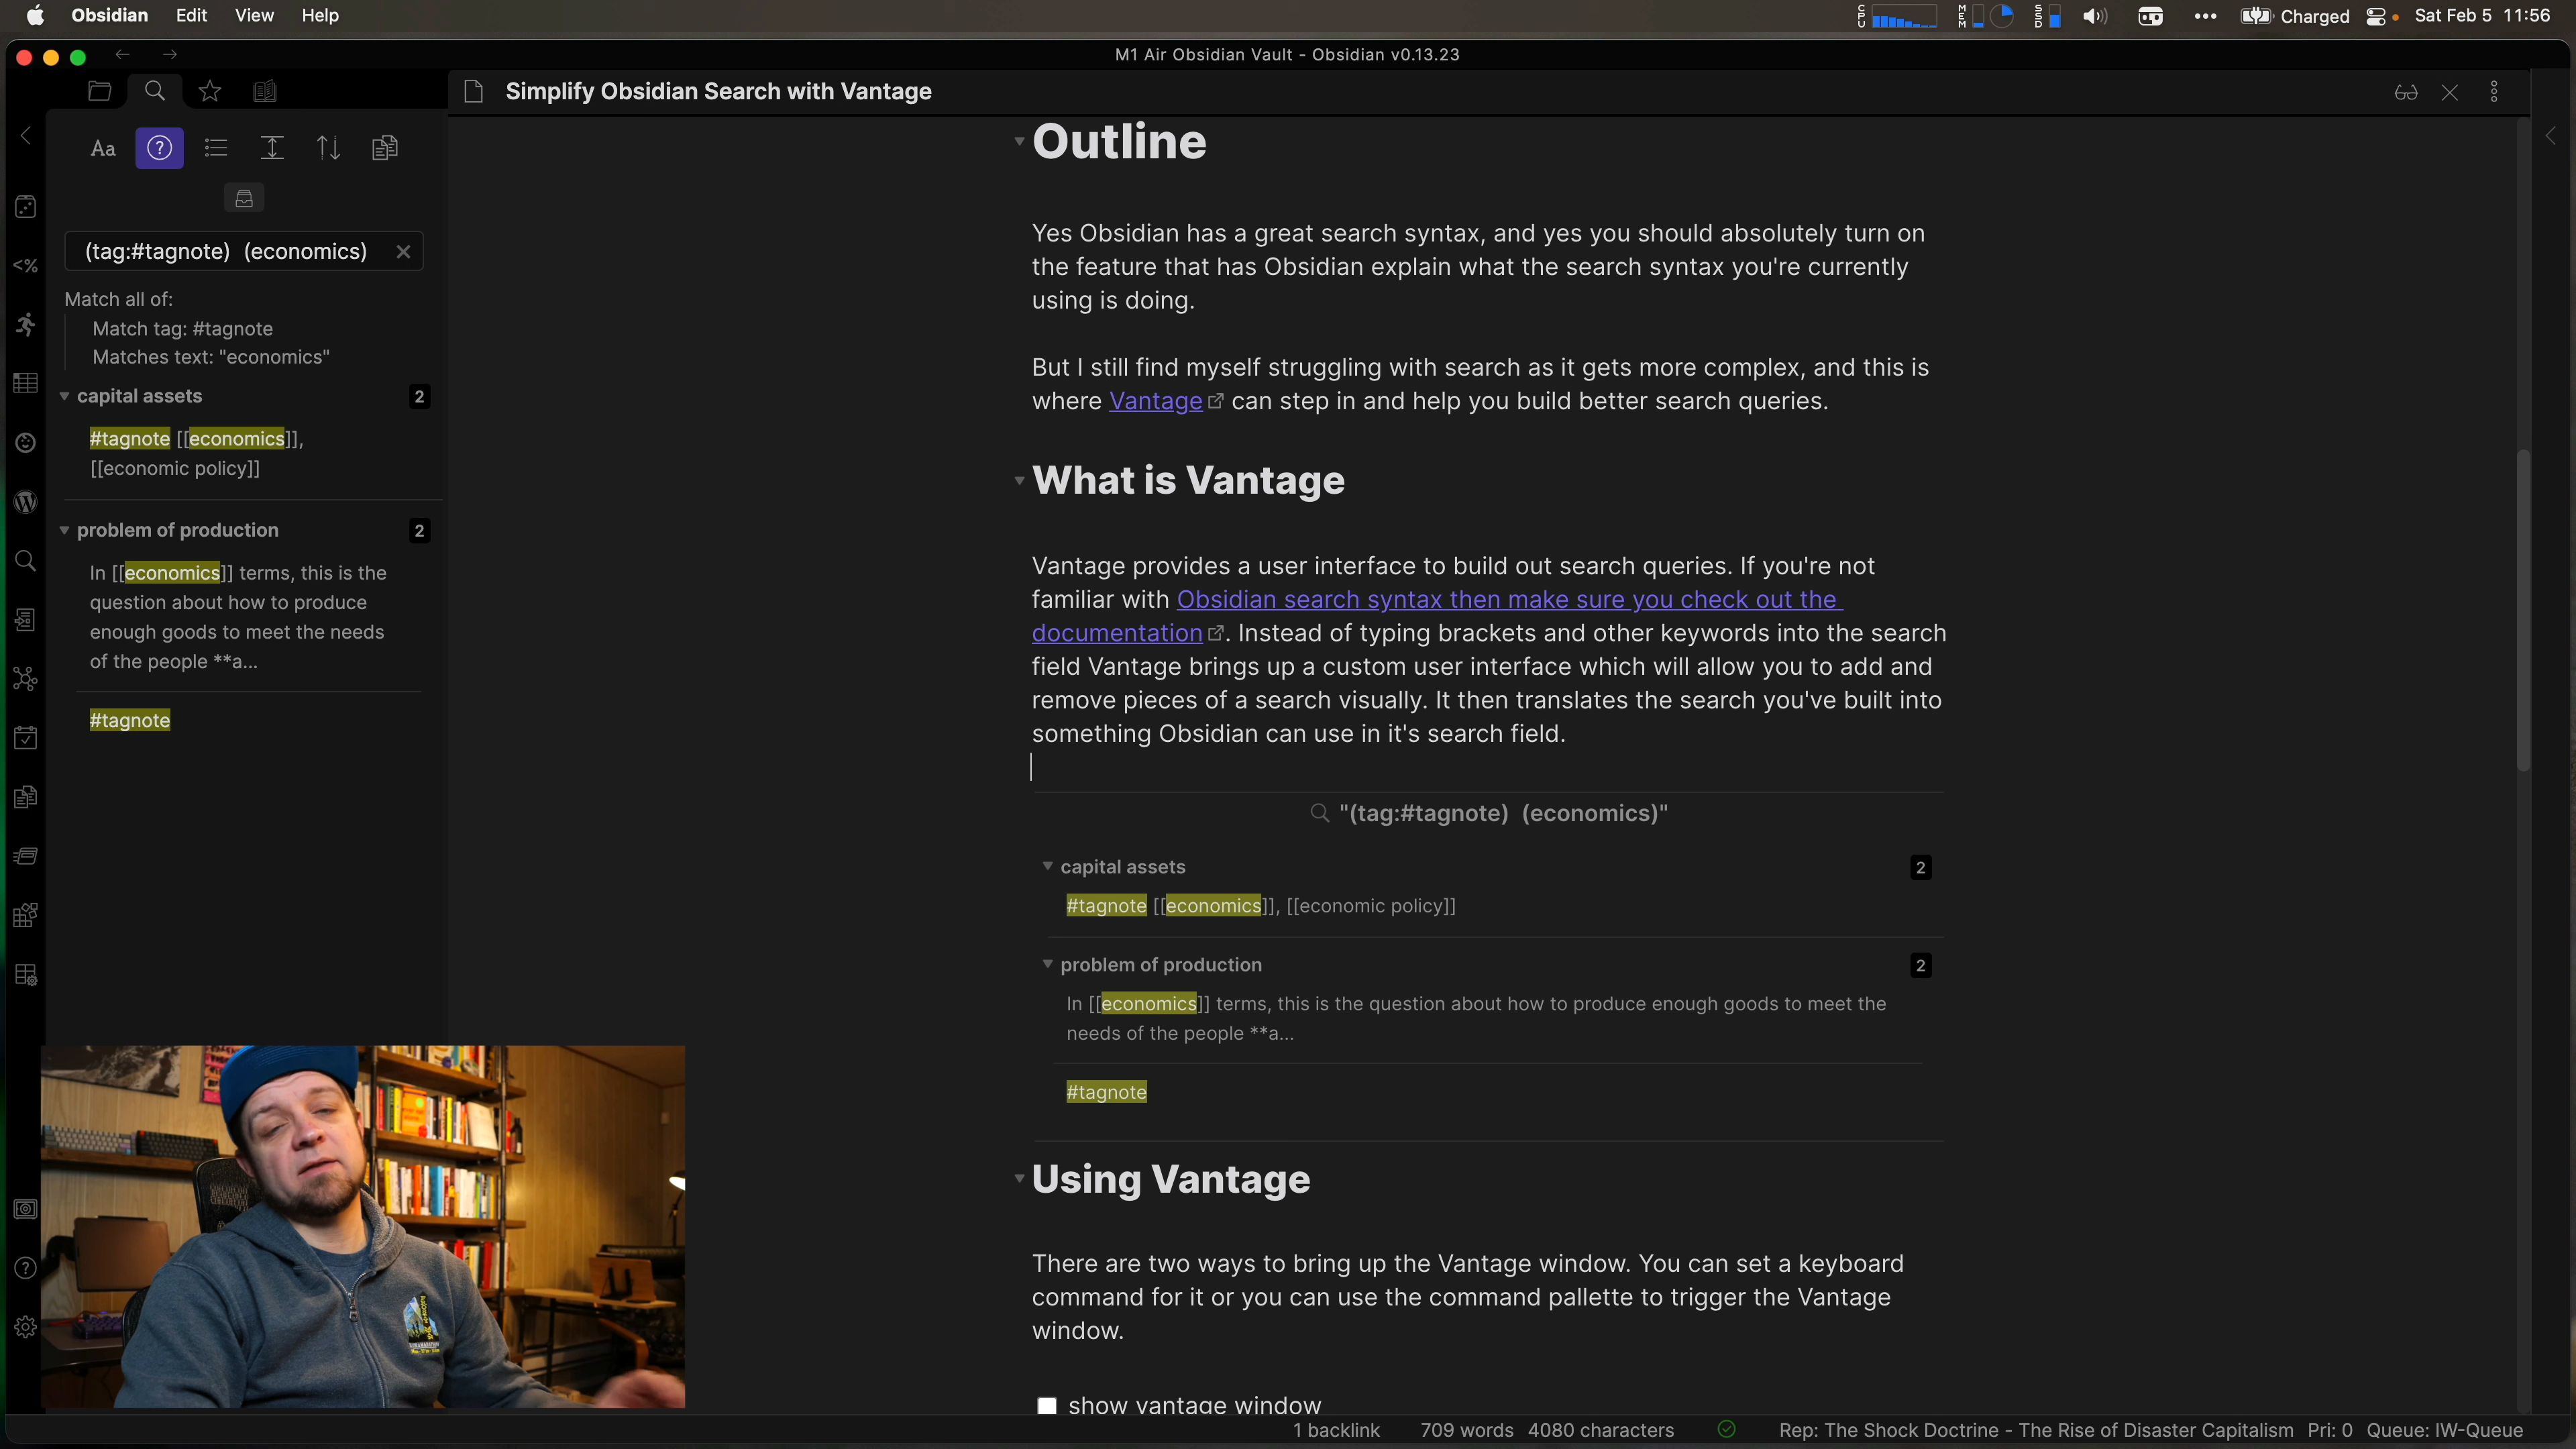 Obsidian Edit View Help
CPU MEM SSD Charged Sat Feb 5 11:56
M1 Air Obsidian Vault - Obsidian v0.13.23
Simplify Obsidian Search with Vantage
Aa
(tag:#tagnote) (economics)
Match all of:
Match tag: #tagnote
Matches text: "economics"
capital assets 2
#tagnote [[economics]],
[[economic policy]]
problem of production 2
In [[economics]] terms, this is the
question about how to produce
enough goods to meet the needs
of the people **a...
#tagnote
Outline
Yes Obsidian has a great search syntax, and yes you should absolutely turn on
the feature that has Obsidian explain what the search syntax you're currently
using is doing.
But I still find myself struggling with search as it gets more complex, and this is
where Vantage can step in and help you build better search queries.
What is Vantage
Vantage provides a user interface to build out search queries. If you're not
familiar with Obsidian search syntax then make sure you check out the
documentation. Instead of typing brackets and other keywords into the search
field Vantage brings up a custom user interface which will allow you to add and
remove pieces of a search visually. It then translates the search you've built into
something Obsidian can use in it's search field.
"(tag:#tagnote) (economics)"
capital assets 2
#tagnote [[economics]], [[economic policy]]
problem of production 2
In [[economics]] terms, this is the question about how to produce enough goods to meet the
needs of the people **a...
#tagnote
Using Vantage
There are two ways to bring up the Vantage window. You can set a keyboard
command for it or you can use the command pallette to trigger the Vantage
window.
show vantage window
1 backlink 709 words 4080 characters Rep: The Shock Doctrine - The Rise of Disaster Capitalism Pri: 0 Queue: IW-Queue